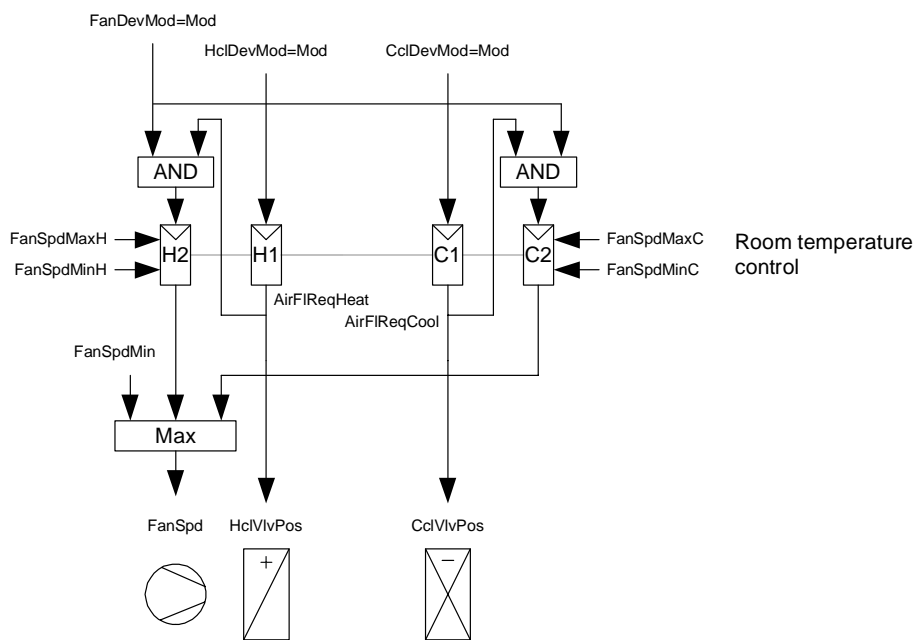 FanDevMod=Mod
HclDevMod=Mod
CclDevMod=Mod
AND
AND
FanSpdMaxH
H2
H1
C1
C2
FanSpdMaxC
Room temperature
control
FanSpdMinH
FanSpdMinC
AirFlReqHeat
AirFlReqCool
FanSpdMin
Max
FanSpd
HclVlvPos
CclVlvPos
+
−